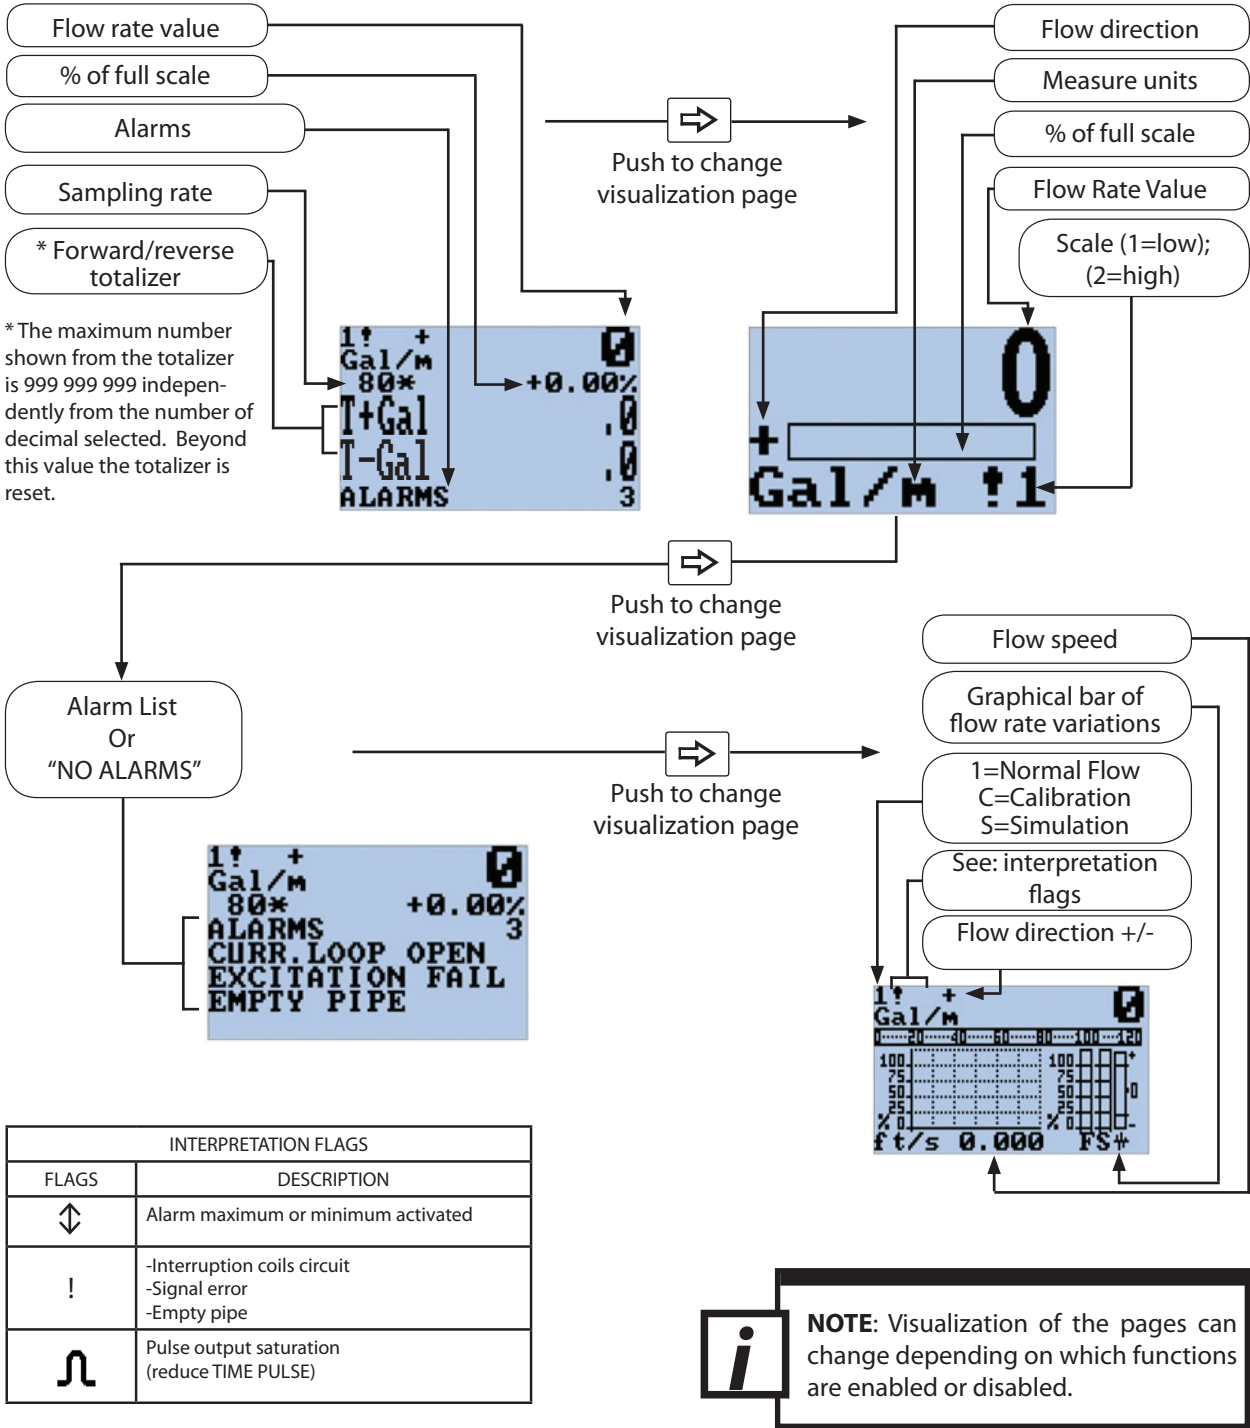 Flow rate value
% of full scale
Alarms
Sampling rate
* Forward/reverse
totalizer
* The maximum number
shown from the totalizer
is 999 999 999 indepen-
dently from the number of
decimal selected. Beyond
this value the totalizer is
reset.
1! +
0
Gal/m
80* +0.00%
T+Gal .0
T-Gal .0
ALARMS 3
Push to change
visualization page
Flow direction
Measure units
% of full scale
Flow Rate Value
Scale (1=low);
(2=high)
0
+
Gal/m !1
Push to change
visualization page
Alarm List
Or
“NO ALARMS”
1! +
0
Gal/m
80* +0.00%
ALARMS 3
CURR.LOOP OPEN
EXCITATION FAIL
EMPTY PIPE
Push to change
visualization page
Flow speed
Graphical bar of
flow rate variations
1=Normal Flow
C=Calibration
S=Simulation
See: interpretation
flags
Flow direction +/-
1! +
0
Gal/m
0 20 40 60 80 100 120
100 100 +
75 75
50 50 0
25 25
% 0 % 0 -
ft/s 0.000 FS
INTERPRETATION FLAGS
FLAGS DESCRIPTION
↕ Alarm maximum or minimum activated
-Interruption coils circuit
! -Signal error
-Empty pipe
Pulse output saturation
(reduce TIME PULSE)
i
NOTE: Visualization of the pages can
change depending on which functions
are enabled or disabled.